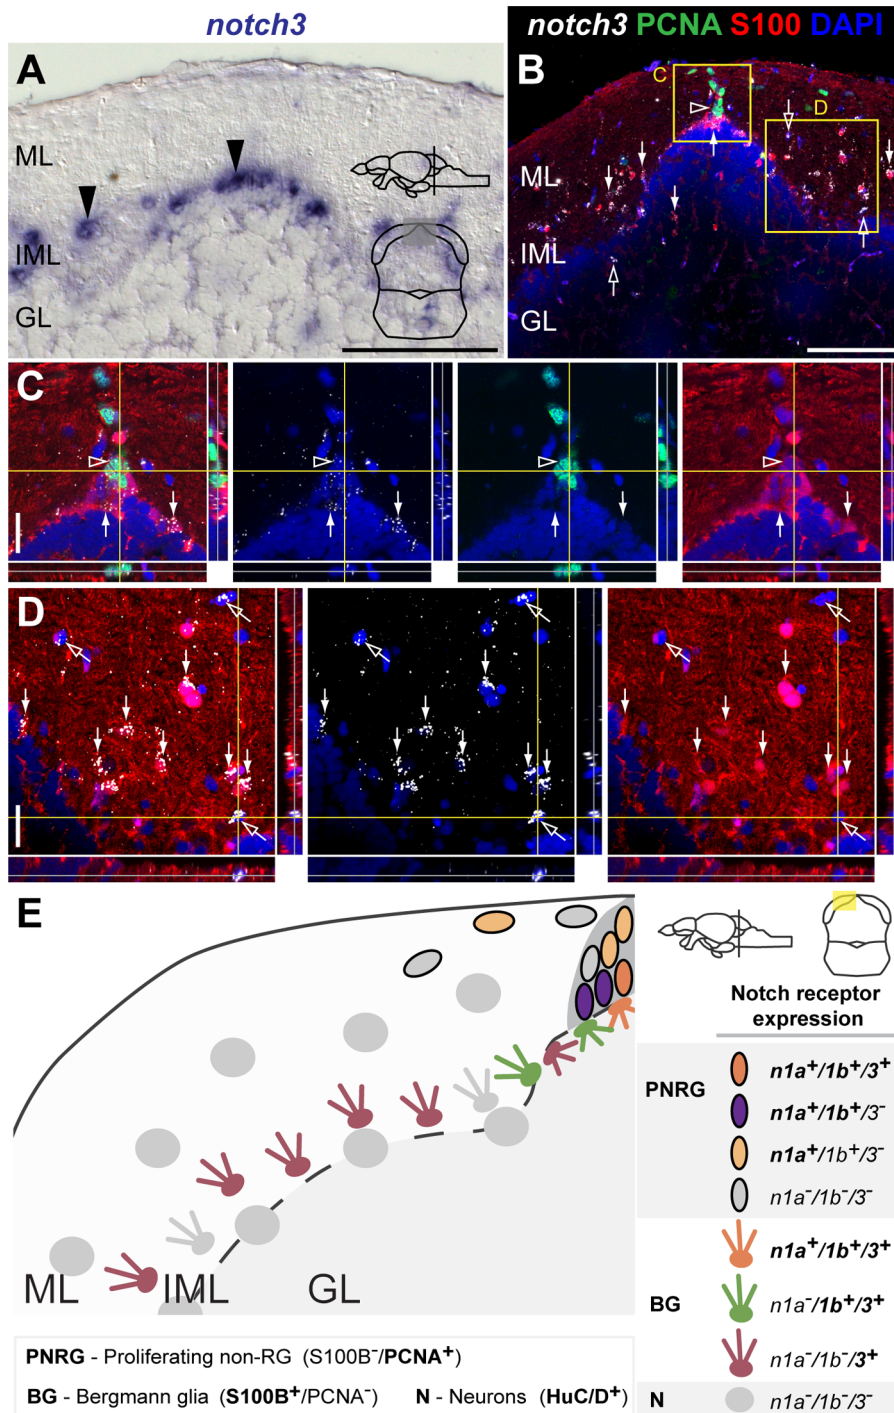 notch3
notch3 PCNA S100 DAPI
A
ML
IML
GL
B
C
D
ML
IML
GL
C
D
E
ML
IML
GL
Notch receptor
expression
PNRG
n1a⁺/1b⁺/3⁺
n1a⁺/1b⁺/3⁻
n1a⁺/1b⁺/3⁻
n1a⁻/1b⁻/3⁻
BG
n1a⁺/1b⁺/3⁺
n1a⁻/1b⁺/3⁺
n1a⁻/1b⁻/3⁺
N
n1a⁻/1b⁻/3⁻
PNRG - Proliferating non-RG (S100B⁻/PCNA⁺)
BG - Bergmann glia (S100B⁺/PCNA⁻) N - Neurons (HuC/D⁺)